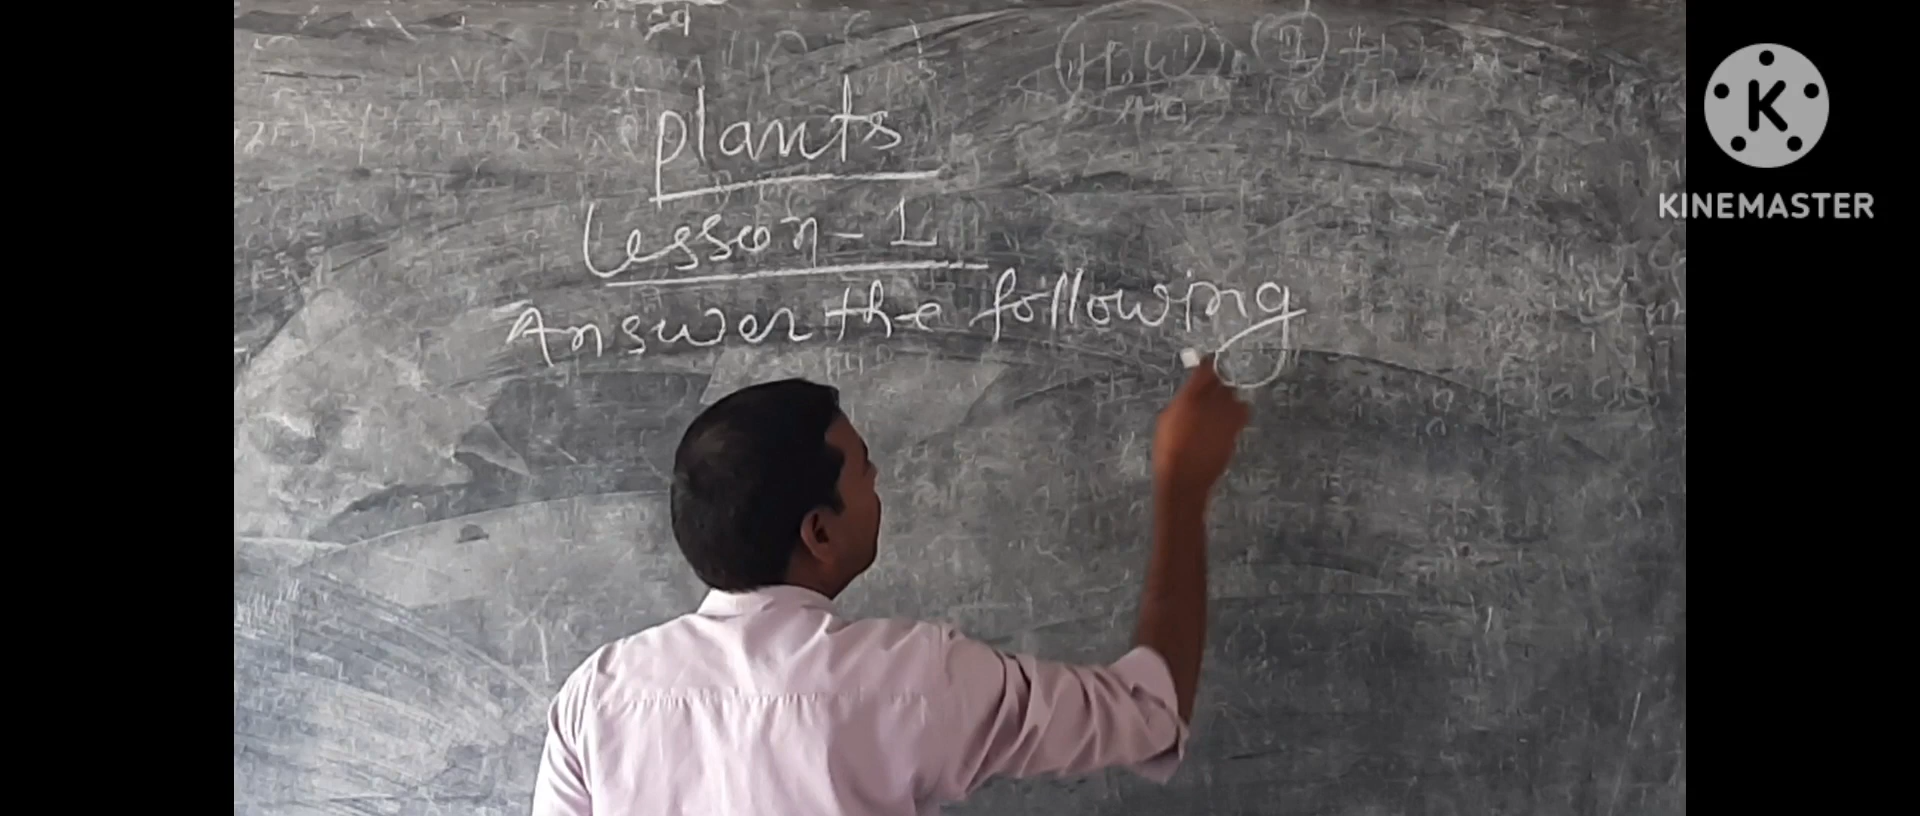 plants
Lesson-1
Answer the following
K
KINEMASTER